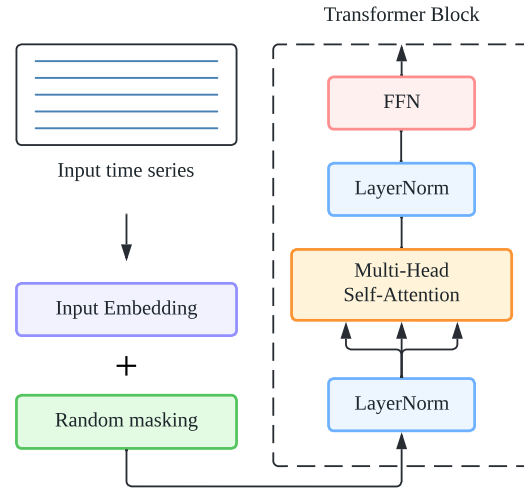 Input time series
Input Embedding
+
Random masking
Transformer Block
FFN
LayerNorm
Multi-Head
Self-Attention
LayerNorm